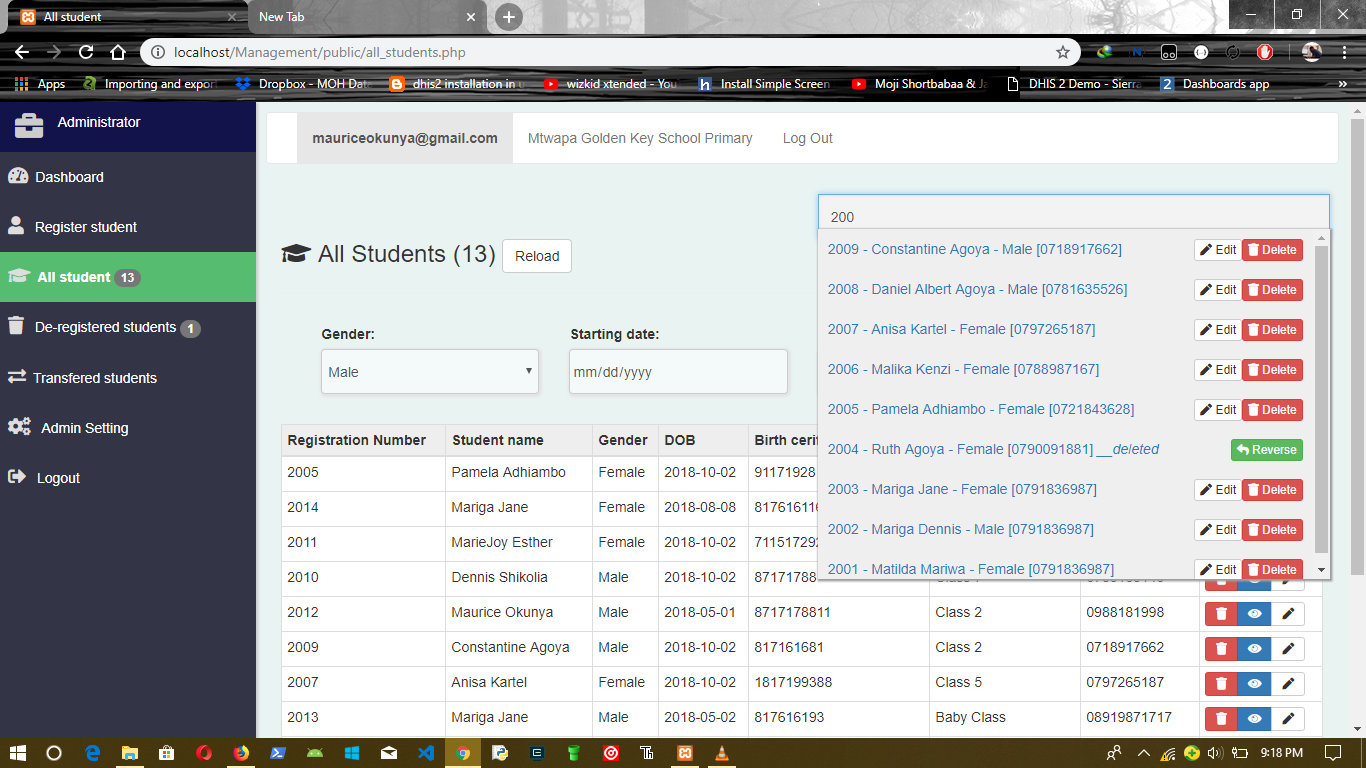 All student
New Tab
localhost/Management/public/all_students.php
Apps
Importing and export
Dropbox - MOH Dat
dhis2 installation in u
wizkid xtended - You
Install Simple Screen
Moji Shortbabaa & Ja
DHIS 2 Demo - Sierra
2 Dashboards app
»
Administrator
mauriceokunya@gmail.com
Mtwapa Golden Key School Primary
Log Out
Dashboard
Register student
All student 13
De-registered students 1
Transfered students
Admin Setting
Logout
200
All Students (13)
Reload
Gender:
Starting date:
Male
mm/dd/yyyy
2009 - Constantine Agoya - Male [0718917662] Edit Delete
2008 - Daniel Albert Agoya - Male [0781635526] Edit Delete
2007 - Anisa Kartel - Female [0797265187] Edit Delete
2006 - Malika Kenzi - Female [0788987167] Edit Delete
2005 - Pamela Adhiambo - Female [0721843628] Edit Delete
2004 - Ruth Agoya - Female [0790091881] __deleted Reverse
2003 - Mariga Jane - Female [0791836987] Edit Delete
2002 - Mariga Dennis - Male [0791836987] Edit Delete
2001 - Matilda Mariwa - Female [0791836987] Edit Delete
Registration Number Student name Gender DOB Birth cerif
2005 Pamela Adhiambo Female 2018-10-02 91171928
2014 Mariga Jane Female 2018-08-08 817616116
2011 MarieJoy Esther Female 2018-10-02 711517292
2010 Dennis Shikolia Male 2018-10-02 87171788
2012 Maurice Okunya Male 2018-05-01 8717178811 Class 2 0988181998
2009 Constantine Agoya Male 2018-10-02 817161681 Class 2 0718917662
2007 Anisa Kartel Female 2018-10-02 1817199388 Class 5 0797265187
2013 Mariga Jane Male 2018-05-02 817616193 Baby Class 08919871717
9:18 PM